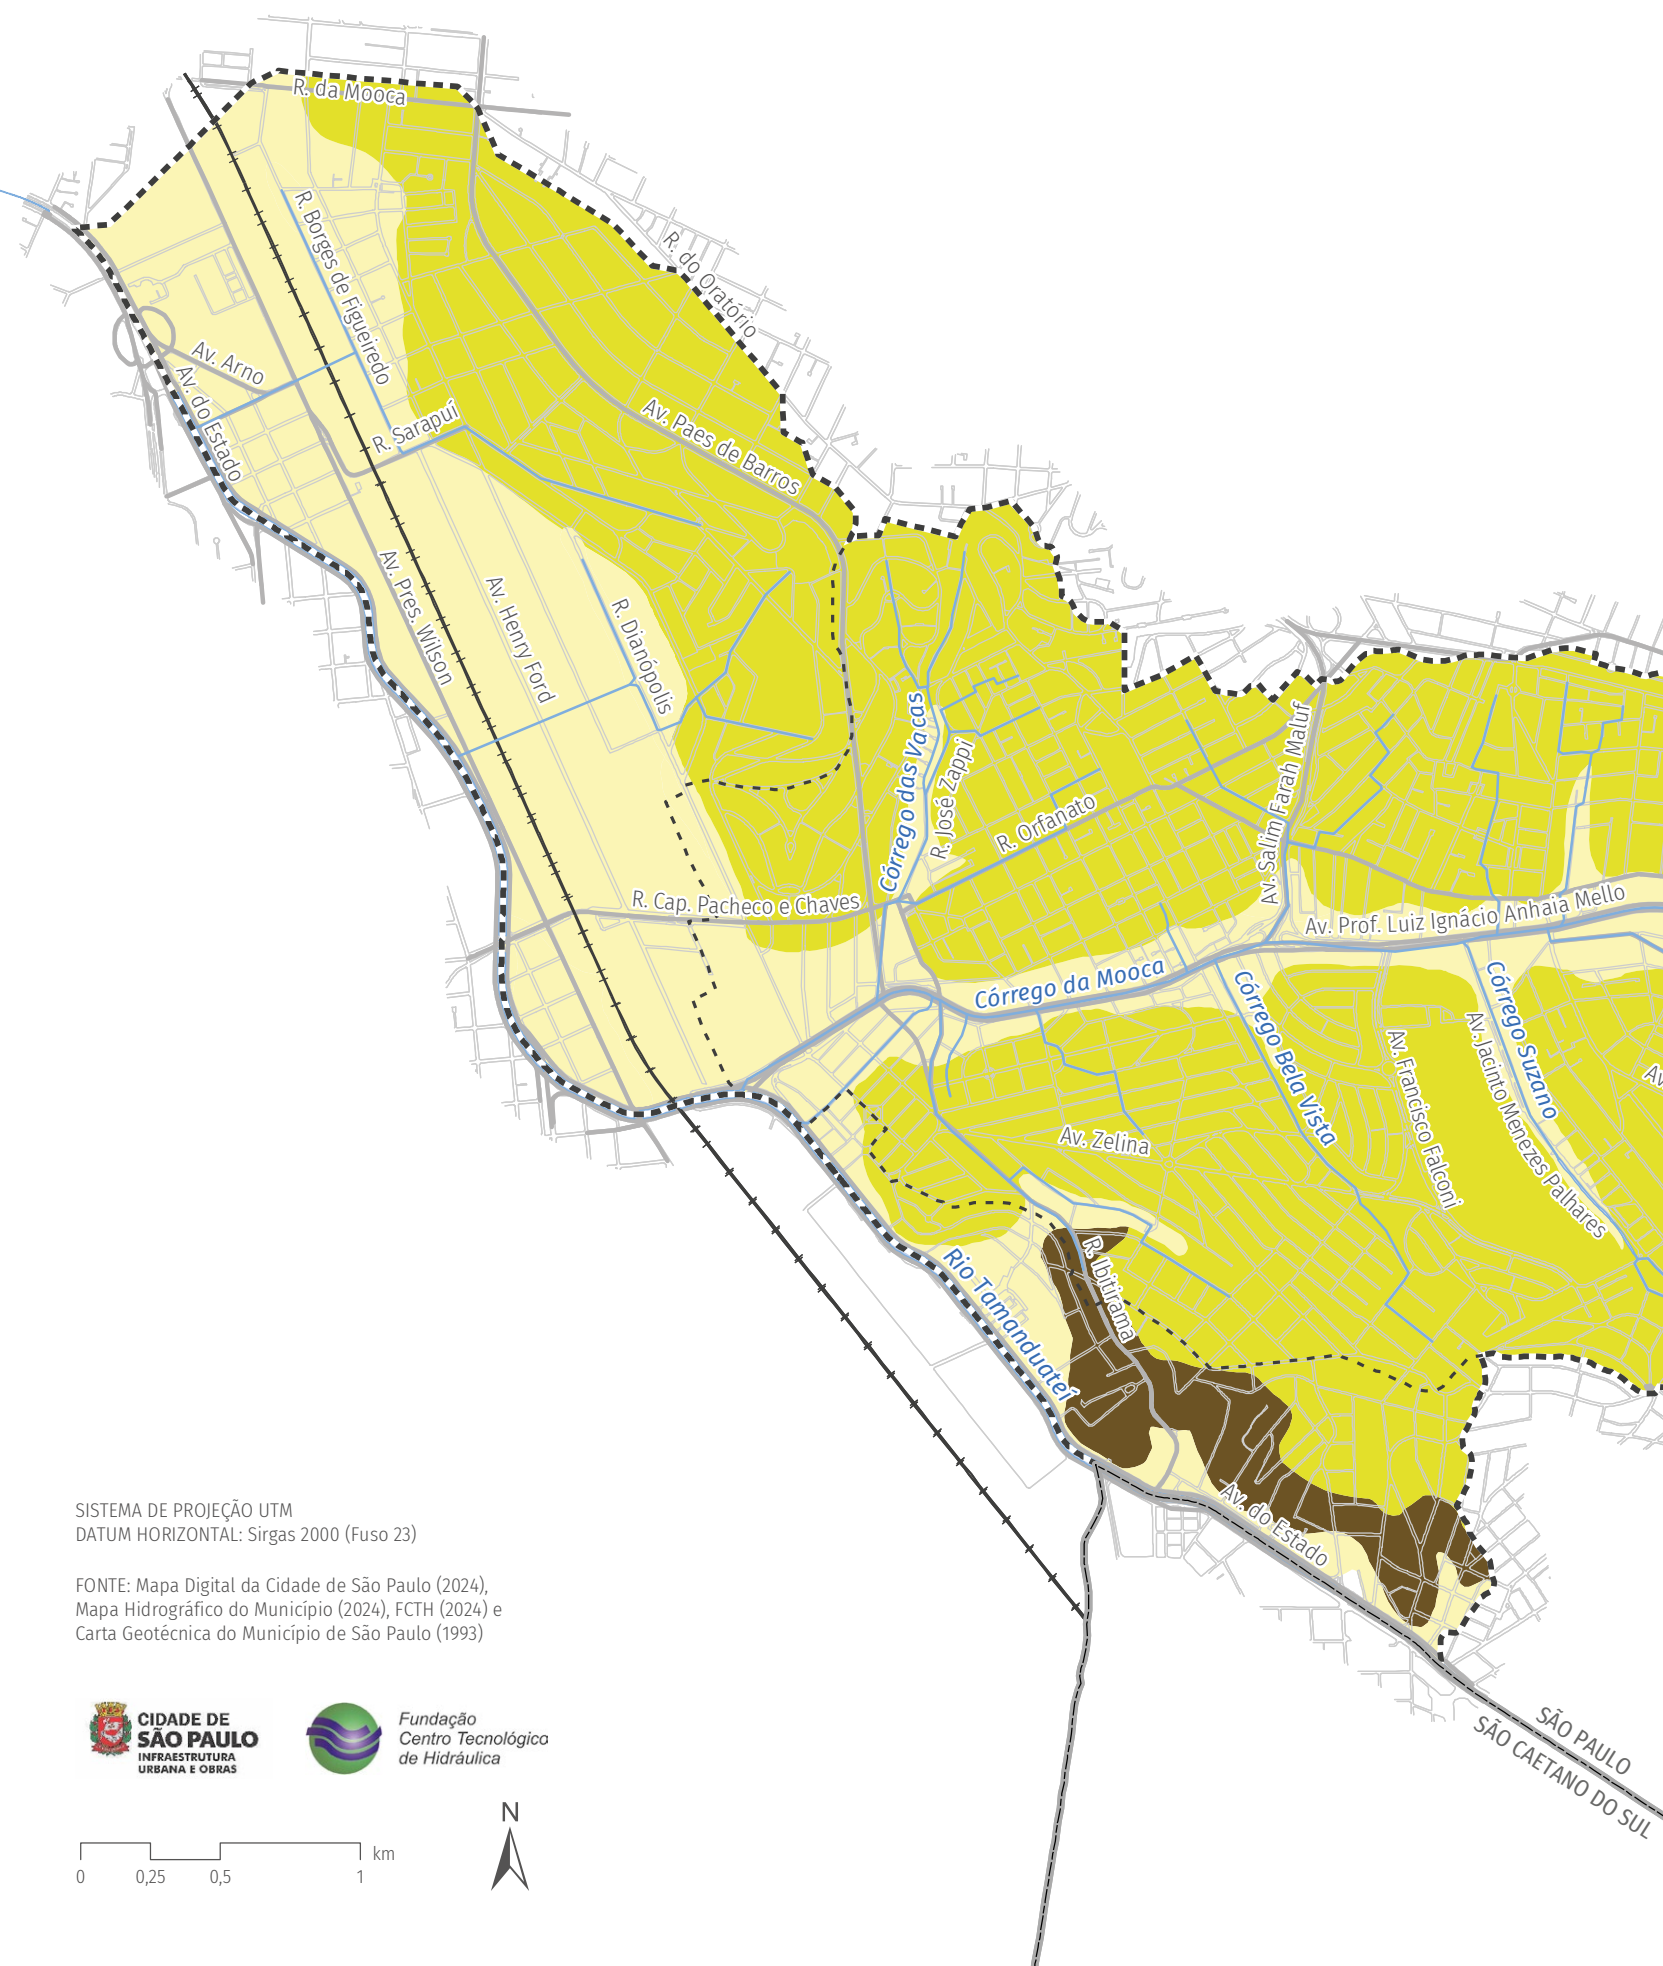 R. da Mooca
R. Borges de Figueiredo
R. do Oratório
Av. Arno
Av. do Estado
R. Sarapuí
Av. Paes de Barros
Av. Pres. Wilson
Av. Henry Ford
R. Dianópolis
Córrego das Vacas
R. José Zappi
R. Orfanato
Av. Salim Farah Maluf
R. Cap. Pacheco e Chaves
Av. Prof. Luiz Ignácio Anhaia Mello
Córrego da Mooca
Córrego Bela Vista
Córrego Suzano
Av. Francisco Falconi
Av. Jacinto Menezes Palhares
Av
Av. Zelina
R. Ibitirama
Rio Tamanduateí
Av. do Estado
SÃO PAULO
SÃO CAETANO DO SUL
SISTEMA DE PROJEÇÃO UTM
DATUM HORIZONTAL: Sirgas 2000 (Fuso 23)
FONTE: Mapa Digital da Cidade de São Paulo (2024),
Mapa Hidrográfico do Município (2024), FCTH (2024) e
Carta Geotécnica do Município de São Paulo (1993)
CIDADE DE
SÃO PAULO
INFRAESTRUTURA
URBANA E OBRAS
Fundação
Centro Tecnológico
de Hidráulica
N
km
0 0,25 0,5 1